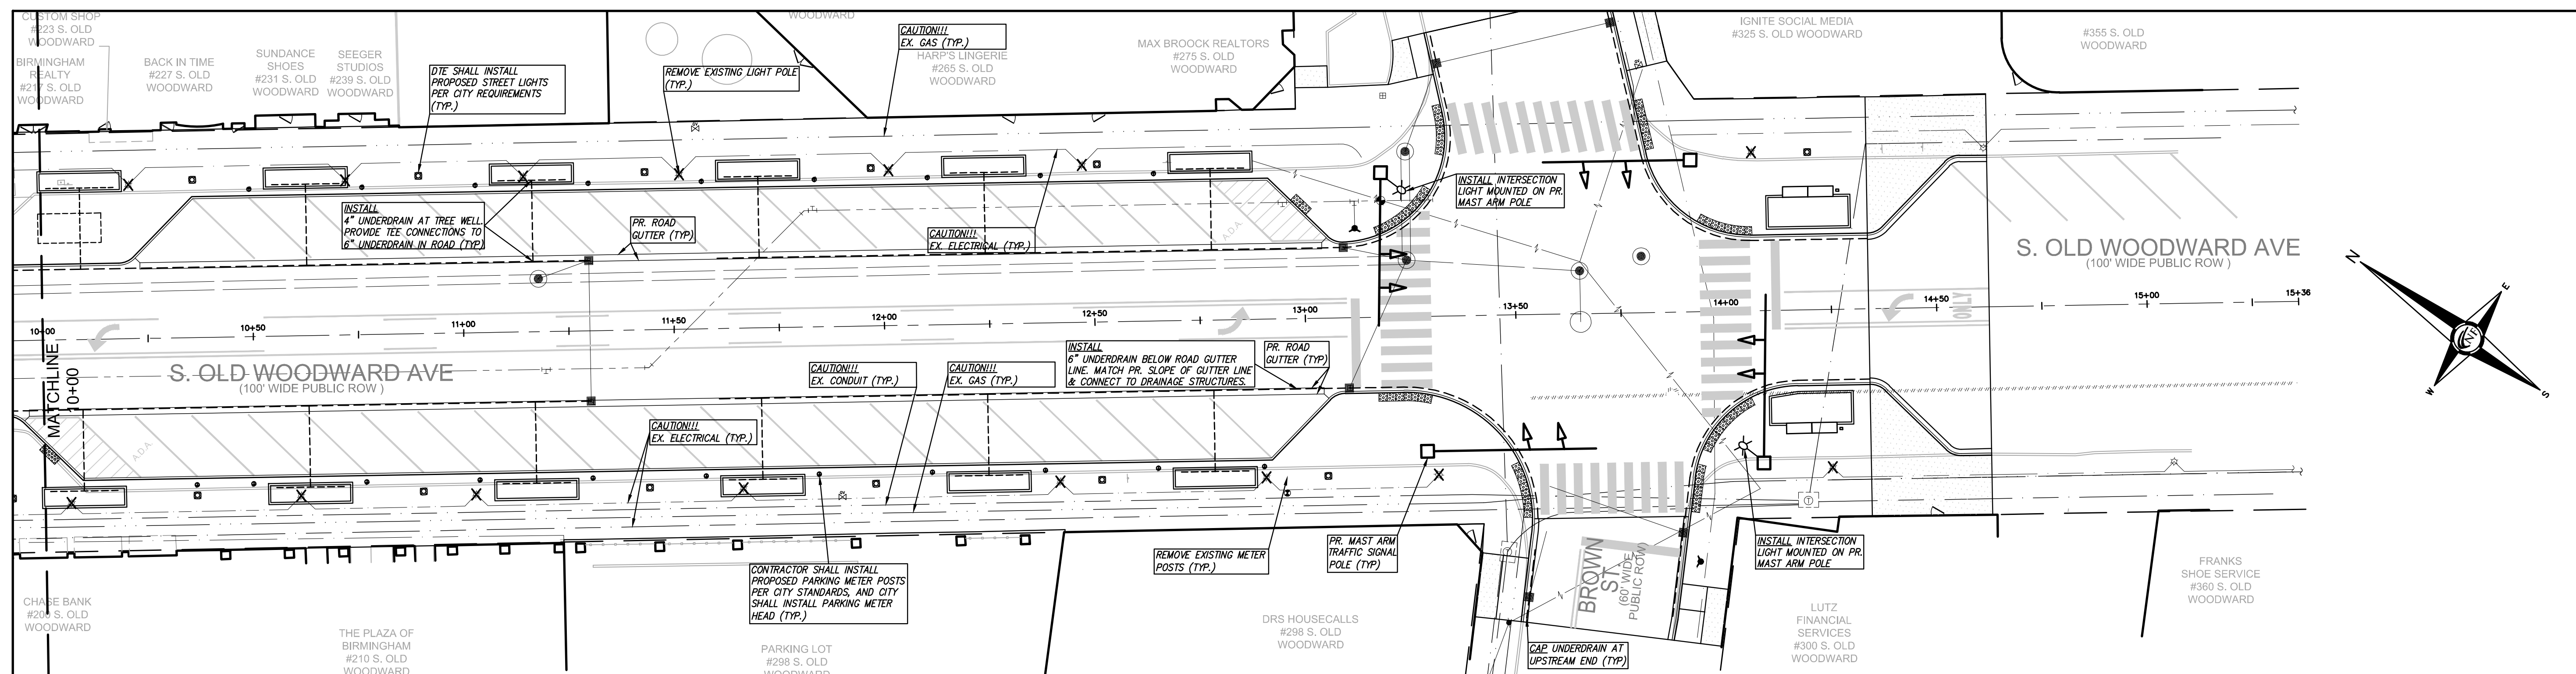 CUSTOM SHOP
#223 S. OLD
WOODWARD
BIRMINGHAM
REALTY
#217 S. OLD
WOODWARD
BACK IN TIME
#227 S. OLD
WOODWARD
SUNDANCE
SHOES
#231 S. OLD
WOODWARD
SEEGER
STUDIOS
#239 S. OLD
WOODWARD
DTE SHALL INSTALL
PROPOSED STREET LIGHTS
PER CITY REQUIREMENTS
(TYP.)
REMOVE EXISTING LIGHT POLE
(TYP.)
WOODWARD
CAUTION!!!
EX. GAS (TYP.)
HARP'S LINGERIE
#265 S. OLD
WOODWARD
MAX BROOCK REALTORS
#275 S. OLD
WOODWARD
IGNITE SOCIAL MEDIA
#325 S. OLD WOODWARD
#355 S. OLD
WOODWARD
INSTALL
4" UNDERDRAIN AT TREE WELL.
PROVIDE TEE CONNECTIONS TO
6" UNDERDRAIN IN ROAD (TYP.)
PR. ROAD
GUTTER (TYP)
CAUTION!!!
EX. ELECTRICAL (TYP.)
A.D.A.
INSTALL INTERSECTION
LIGHT MOUNTED ON PR.
MAST ARM POLE
S. OLD WOODWARD AVE
(100' WIDE PUBLIC ROW )
N
E
W
S
NFE
10+00
10+50
11+00
11+50
12+00
12+50
13+00
13+50
14+00
14+50
15+00
15+36
ONLY
MATCHLINE
10+00
S. OLD WOODWARD AVE
(100' WIDE PUBLIC ROW )
CAUTION!!!
EX. CONDUIT (TYP.)
CAUTION!!!
EX. GAS (TYP.)
INSTALL
6" UNDERDRAIN BELOW ROAD GUTTER
LINE. MATCH PR. SLOPE OF GUTTER LINE
& CONNECT TO DRAINAGE STRUCTURES.
PR. ROAD
GUTTER (TYP)
A.D.A.
CAUTION!!!
EX. ELECTRICAL (TYP.)
CONTRACTOR SHALL INSTALL
PROPOSED PARKING METER POSTS
PER CITY STANDARDS, AND CITY
SHALL INSTALL PARKING METER
HEAD (TYP.)
REMOVE EXISTING METER
POSTS (TYP.)
PR. MAST ARM
TRAFFIC SIGNAL
POLE (TYP)
BROWN
ST.
(60' WIDE
PUBLIC ROW)
INSTALL INTERSECTION
LIGHT MOUNTED ON PR.
MAST ARM POLE
CAP UNDERDRAIN AT
UPSTREAM END (TYP)
CHASE BANK
#200 S. OLD
WOODWARD
THE PLAZA OF
BIRMINGHAM
#210 S. OLD
WOODWARD
PARKING LOT
#298 S. OLD
WOODWARD
DRS HOUSECALLS
#298 S. OLD
WOODWARD
LUTZ
FINANCIAL
SERVICES
#300 S. OLD
WOODWARD
FRANKS
SHOE SERVICE
#360 S. OLD
WOODWARD